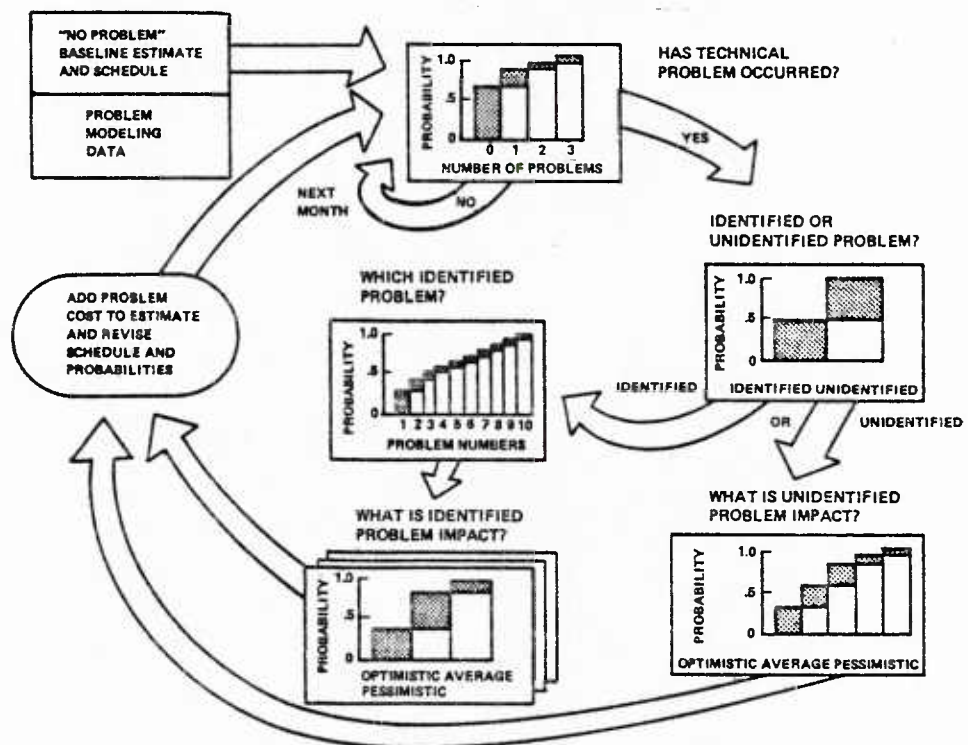 "NO PROBLEM"
BASELINE ESTIMATE
AND SCHEDULE
PROBLEM
MODELING
DATA
PROBABILITY
1.0
.5
0
0 1 2 3
NUMBER OF PROBLEMS
HAS TECHNICAL
PROBLEM OCCURRED?
YES
NO
NEXT
MONTH
IDENTIFIED OR
UNIDENTIFIED PROBLEM?
PROBABILITY
1.0
.5
0
IDENTIFIED UNIDENTIFIED
IDENTIFIED
OR
UNIDENTIFIED
WHICH IDENTIFIED
PROBLEM?
PROBABILITY
1.0
.5
0
1 2 3 4 5 6 7 8 9 10
PROBLEM NUMBERS
ADD PROBLEM
COST TO ESTIMATE
AND REVISE
SCHEDULE AND
PROBABILITIES
WHAT IS IDENTIFIED
PROBLEM IMPACT?
PROBABILITY
1.0
.5
0
OPTIMISTIC AVERAGE
PESSIMISTIC
WHAT IS UNIDENTIFIED
PROBLEM IMPACT?
PROBABILITY
1.0
.5
0
OPTIMISTIC AVERAGE PESSIMISTIC